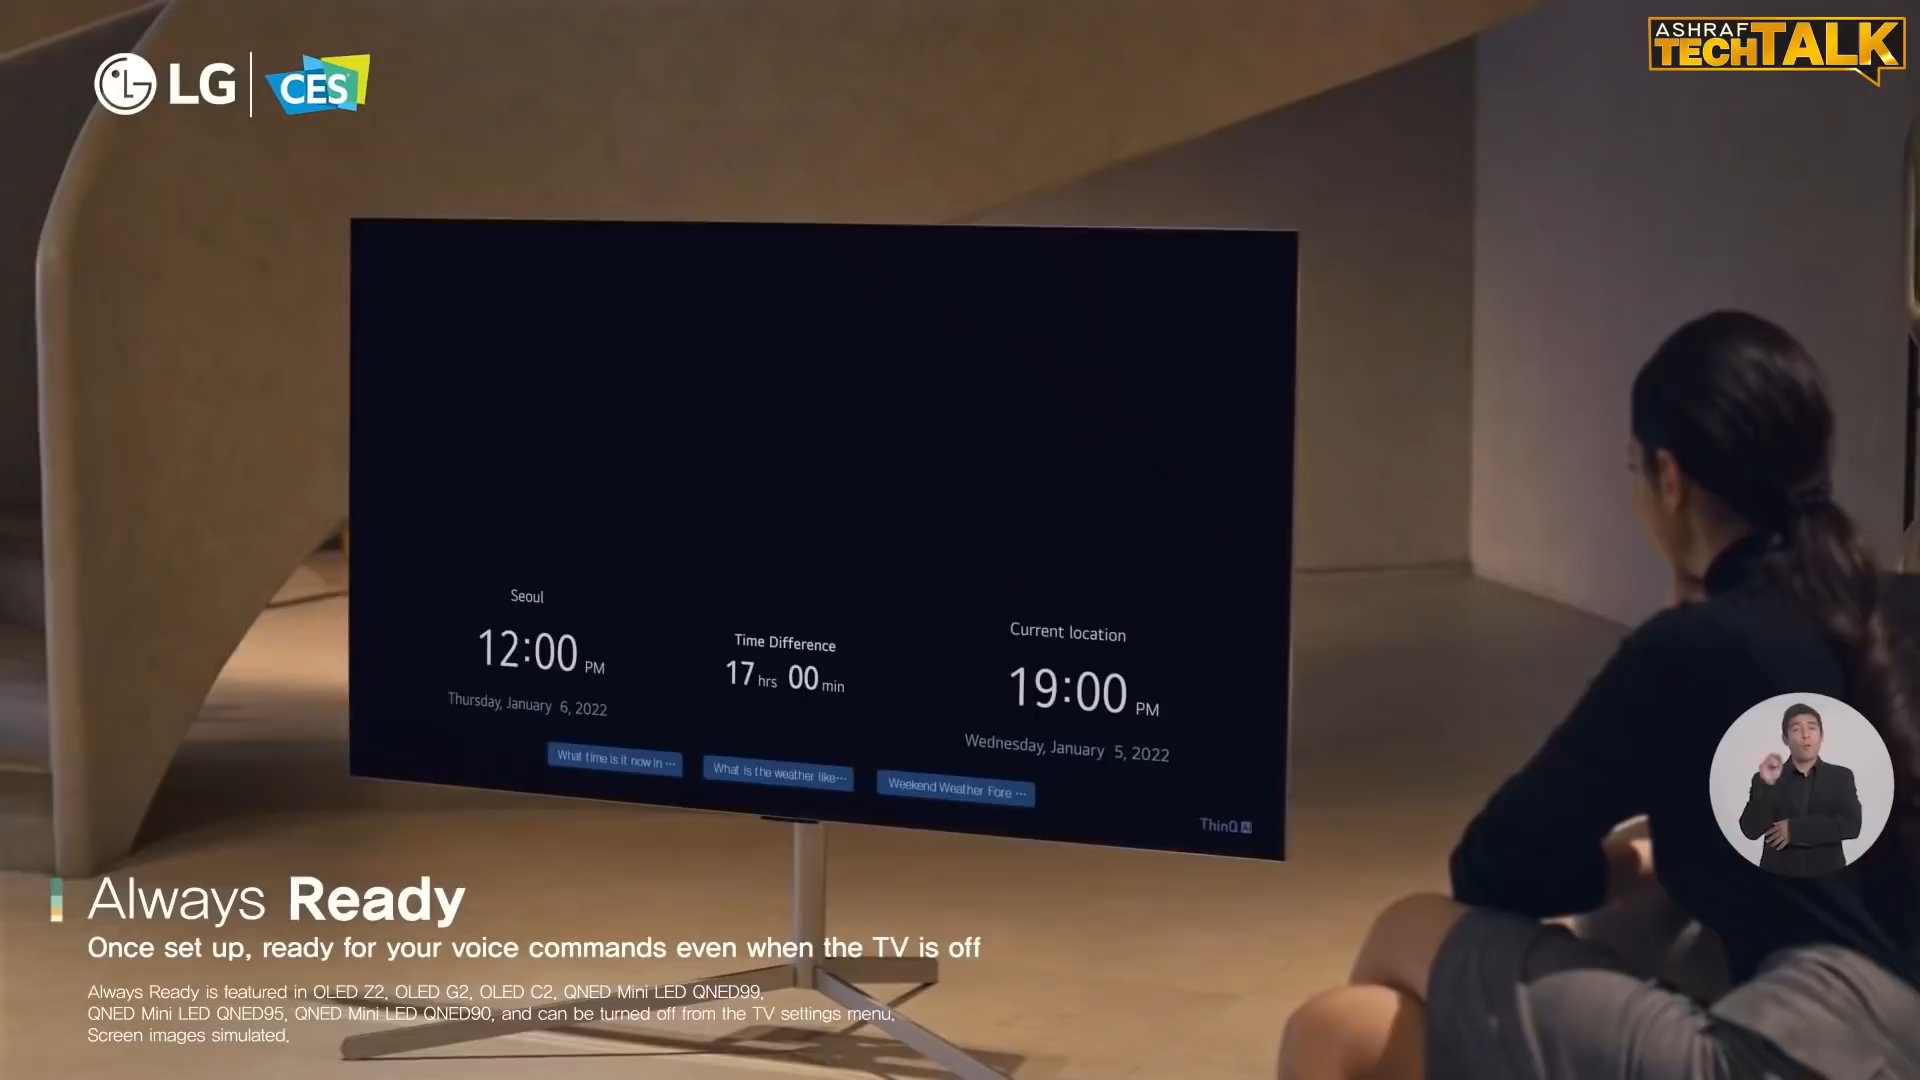 LG
CES
ASHRAF
TECHTALK
Seoul
12:00 PM
Thursday, January 6, 2022
Time Difference
17 hrs 00 min
Current location
19:00 PM
Wednesday, January 5, 2022
What time is it now in ···
What is the weather like···
Weekend Weather Fore ···
ThinQ AI
Always Ready
Once set up, ready for your voice commands even when the TV is off
Always Ready is featured in OLED Z2, OLED G2, OLED C2, QNED Mini LED QNED99,
QNED Mini LED QNED95, QNED Mini LED QNED90, and can be turned off from the TV settings menu.
Screen images simulated.